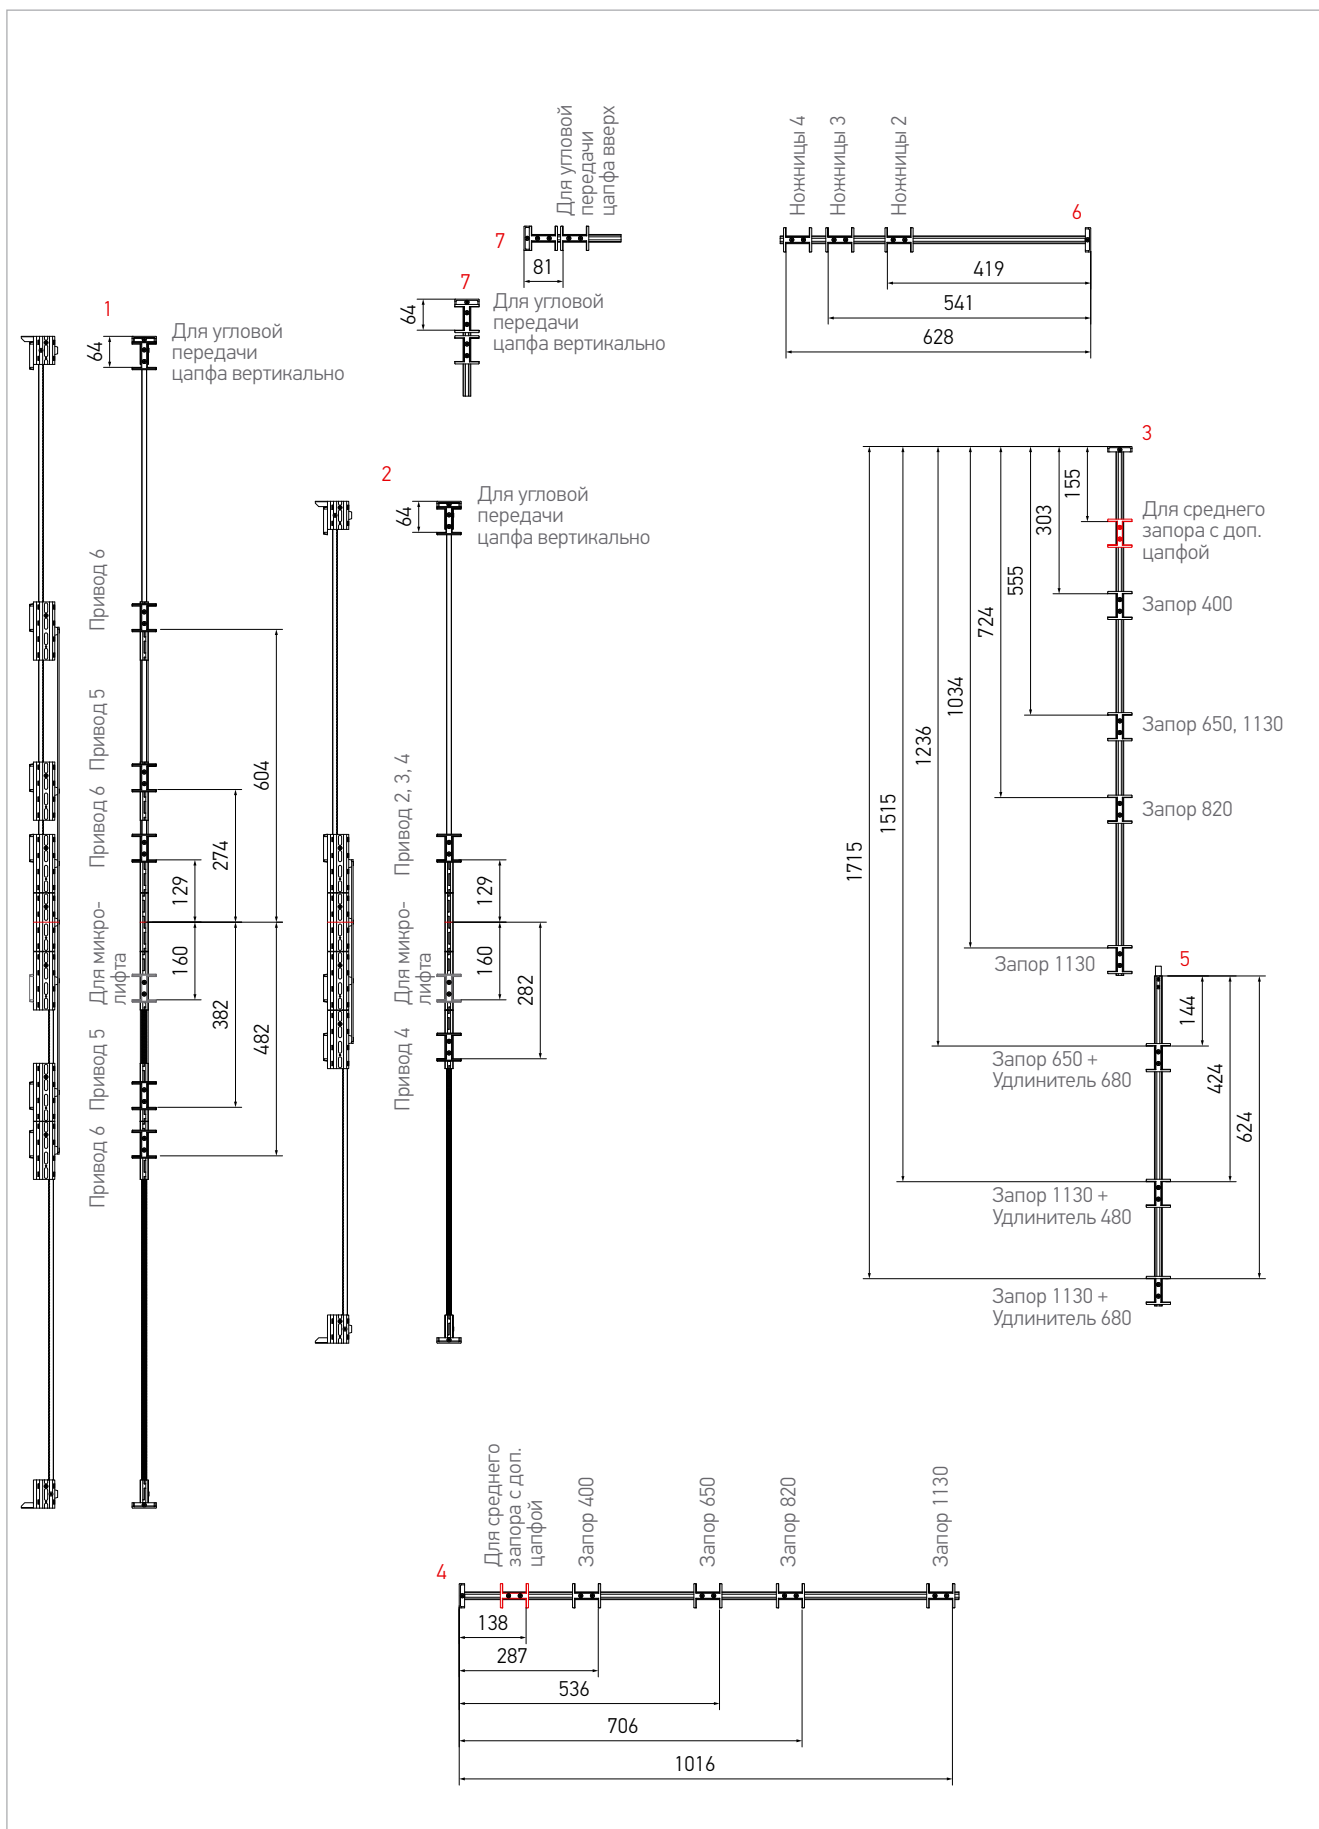 Для угловой
передачи
цапфа вверх
7
81
Ножницы 4
Ножницы 3
Ножницы 2
6
419
541
628
7
64
Для угловой
передачи
цапфа вертикально
1
64
Для угловой
передачи
цапфа вертикально
Привод 6
Привод 5
Привод 6
Для микро-
лифта
Привод 5
Привод 6
604
274
129
160
382
482
2
64
Для угловой
передачи
цапфа вертикально
Привод 2, 3, 4
Для микро-
лифта
Привод 4
129
160
282
3
155
303
555
724
1034
1236
1515
1715
Для среднего
запора с доп.
цапфой
Запор 400
Запор 650, 1130
Запор 820
Запор 1130
5
144
424
624
Запор 650 +
Удлинитель 680
Запор 1130 +
Удлинитель 480
Запор 1130 +
Удлинитель 680
4
Для среднего
запора с доп.
цапфой
Запор 400
Запор 650
Запор 820
Запор 1130
138
287
536
706
1016